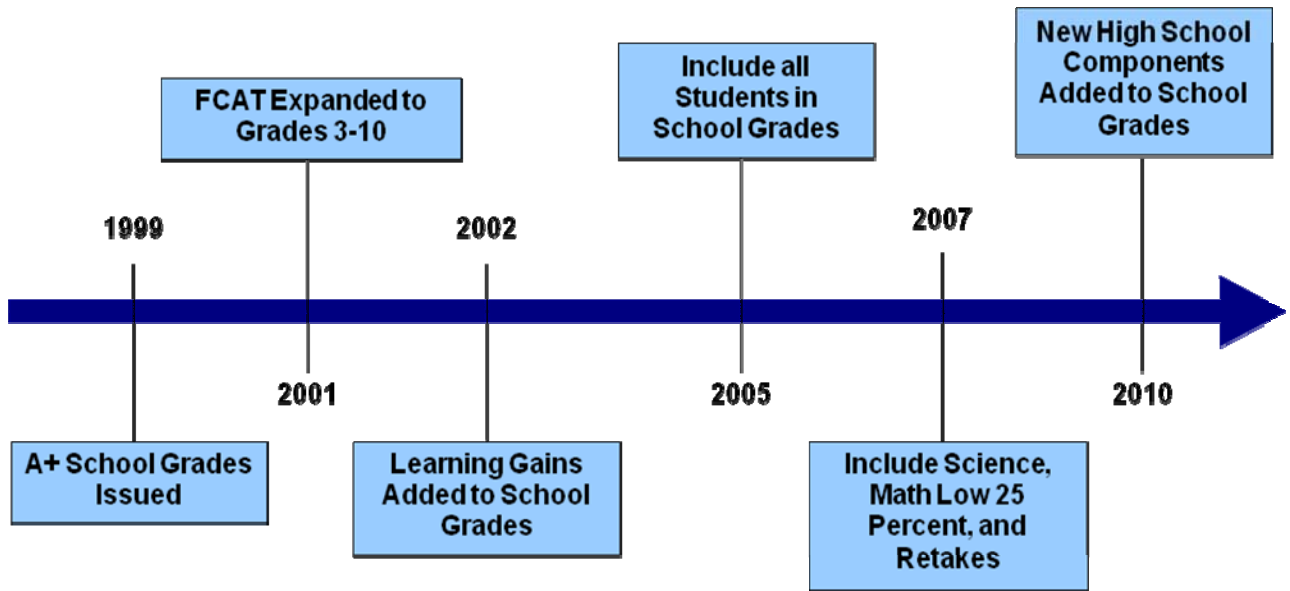 New High School
Components
Added to School
Grades
Include all
Students in
School Grades
FCAT Expanded to
Grades 3-10
1999
2002
2007
2001
2005
2010
A+ School Grades
Issued
Learning Gains
Added to School
Grades
Include Science,
Math Low 25
Percent, and
Retakes